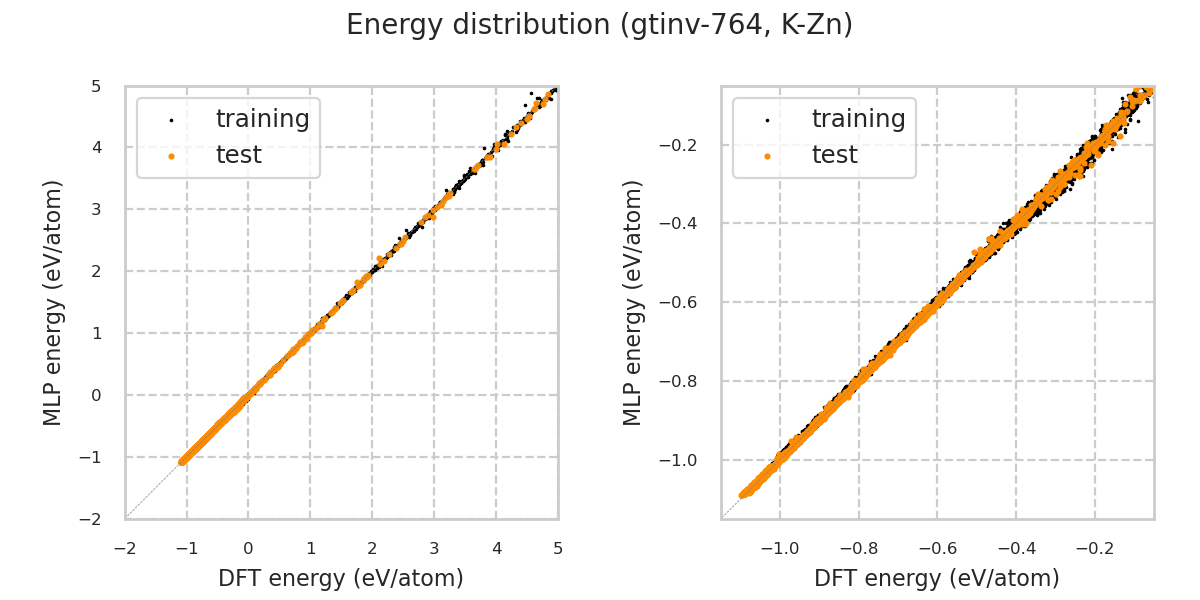 Energy distribution (gtinv-764, K-Zn)
training
test
5
4
3
2
1
0
−1
−2
−2
−1
0
1
2
3
4
5
DFT energy (eV/atom)
MLP energy (eV/atom)
training
test
−0.2
−0.4
−0.6
−0.8
−1.0
−1.0
−0.8
−0.6
−0.4
−0.2
DFT energy (eV/atom)
MLP energy (eV/atom)